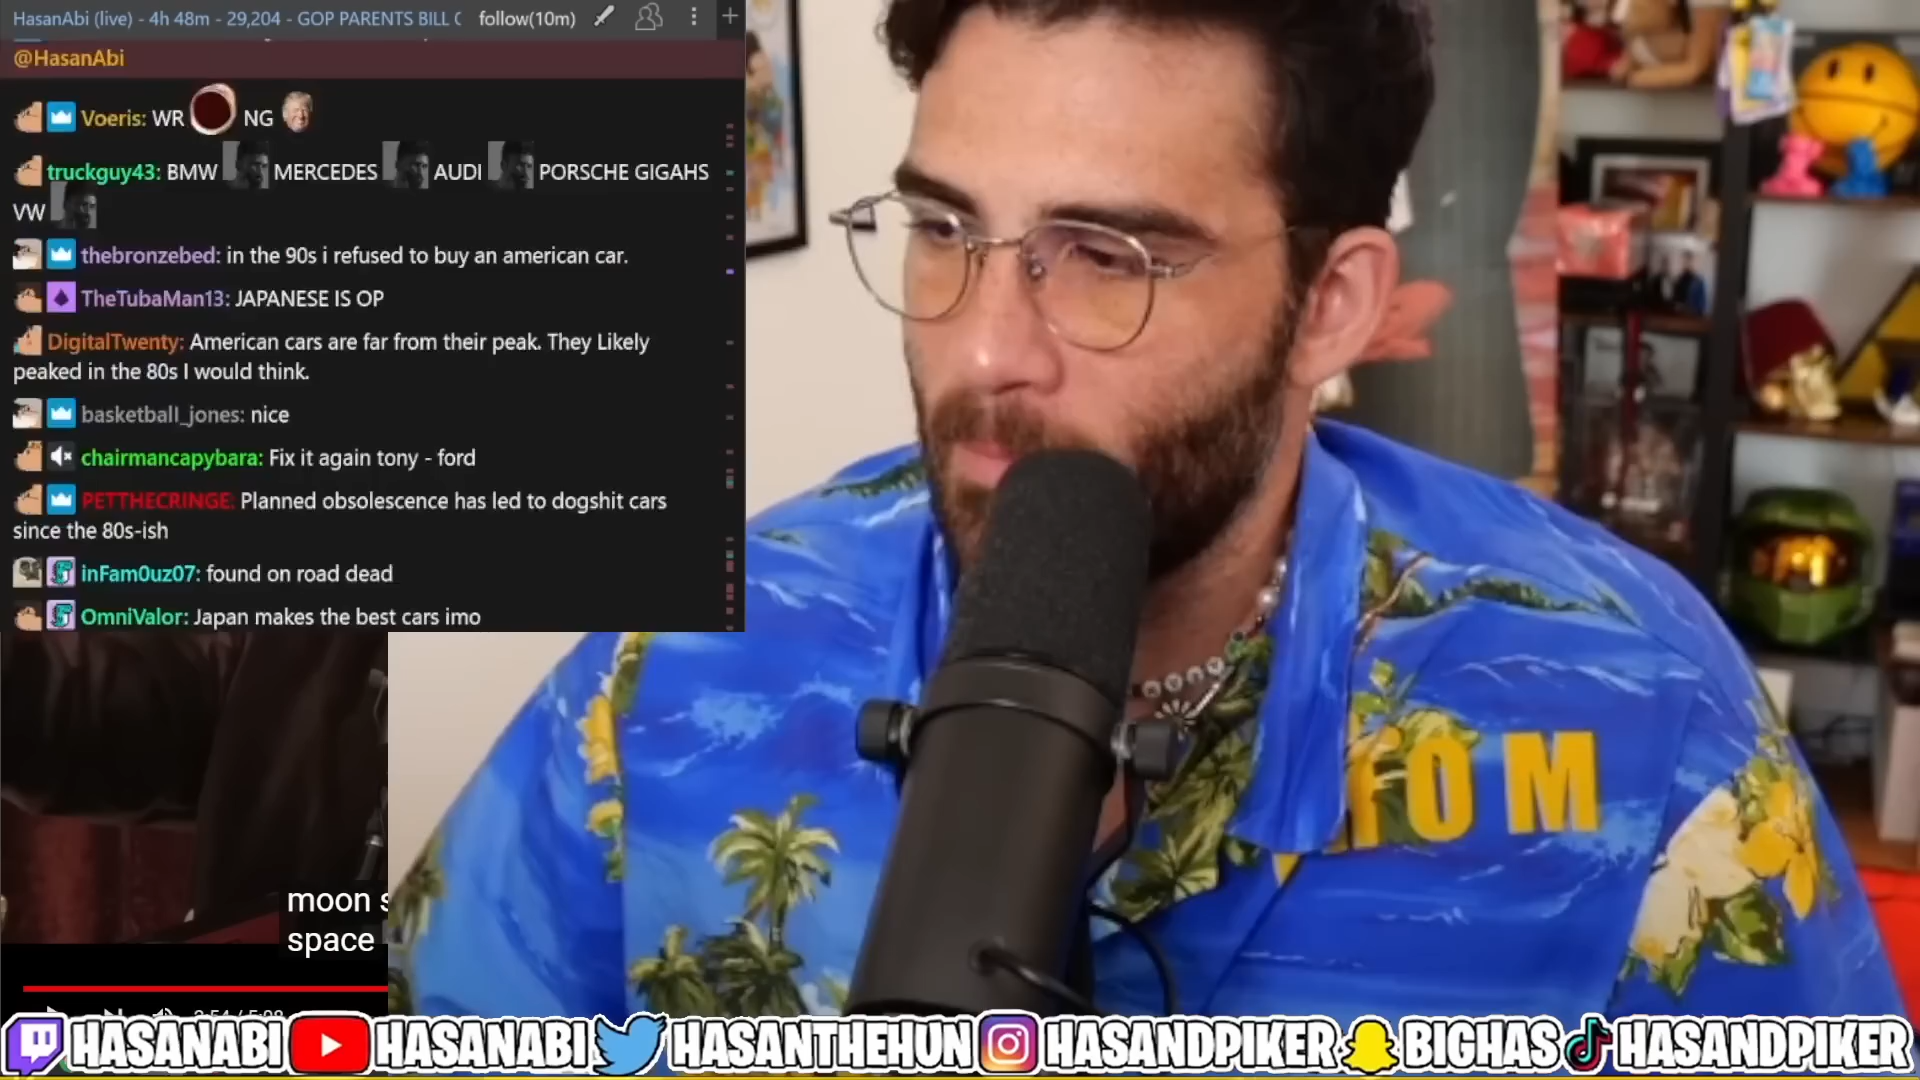 HasanAbi (live) - 4h 48m - 29,204 - GOP PARENTS BILL follow(10m)
@HasanAbi
Voeris: WR NG
truckguy43: BMW MERCEDES AUDI PORSCHE GIGAHS
VW
thebronzebed: in the 90s i refused to buy an american car.
TheTubaMan13: JAPANESE IS OP
DigitalTwenty: American cars are far from their peak. They Likely
peaked in the 80s I would think.
basketball_jones: nice
chairmancapybara: Fix it again tony - ford
PETTHECRINGE: Planned obsolescence has led to dogshit cars
since the 80s-ish
inFam0uz07: found on road dead
OmniValor: Japan makes the best cars imo
TOM
moon
space
HASANABI HASANABI HASANTHEHUN HASANDPIKER BIGHAS HASANDPIKER